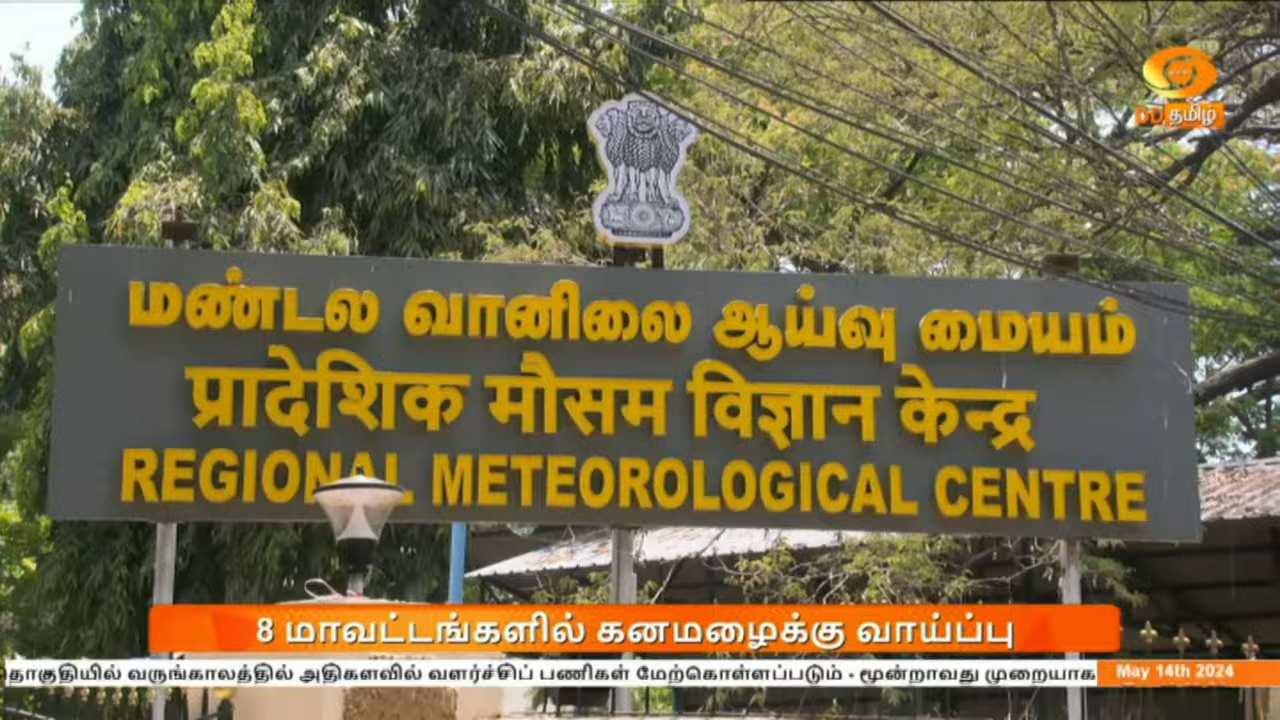 DD தமிழ்
மண்டல வானிலை ஆய்வு மையம்
प्रादेशिक मौसम विज्ञान केन्द्र
REGIONAL METEOROLOGICAL CENTRE
8 மாவட்டங்களில் கனமழைக்கு வாய்ப்பு
வருங்காலத்தில் அதிகளவில் வளர்ச்சிப் பணிகள் மேற்கொள்ளப்படும் - மூன்றாவது முறையாக
May 14th 2024